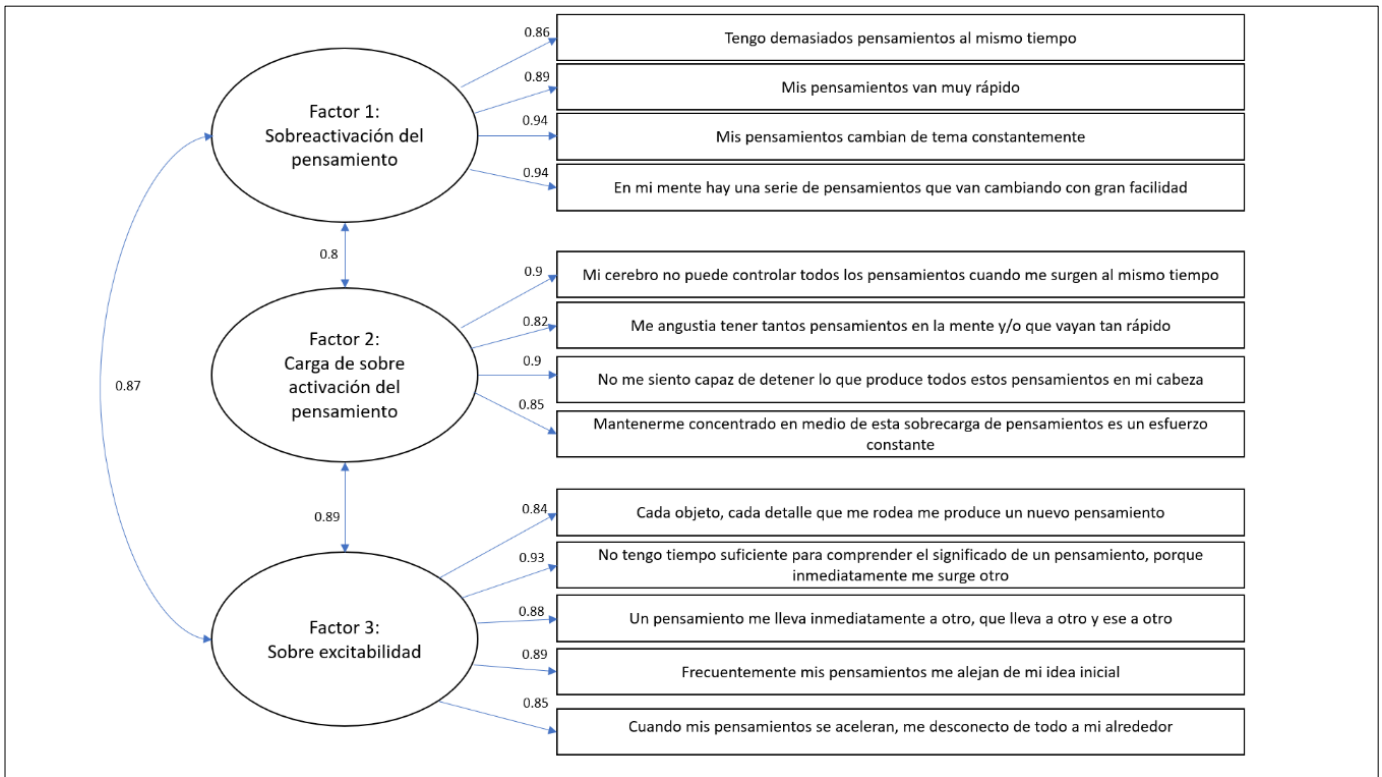 0.86
Tengo demasiados pensamientos al mismo tiempo
0.89
Mis pensamientos van muy rápido
Factor 1:
Sobreactivación del
pensamiento
0.94
Mis pensamientos cambian de tema constantemente
0.94
En mi mente hay una serie de pensamientos que van cambiando con gran facilidad
0.8
0.9
Mi cerebro no puede controlar todos los pensamientos cuando me surgen al mismo tiempo
0.82
Me angustia tener tantos pensamientos en la mente y/o que vayan tan rápido
Factor 2:
Carga de sobre
activación del
pensamiento
0.9
No me siento capaz de detener lo que produce todos estos pensamientos en mi cabeza
0.85
Mantenerme concentrado en medio de esta sobrecarga de pensamientos es un esfuerzo
constante
0.87
0.89
0.84
Cada objeto, cada detalle que me rodea me produce un nuevo pensamiento
0.93
No tengo tiempo suficiente para comprender el significado de un pensamiento, porque
inmediatamente me surge otro
Factor 3:
Sobre excitabilidad
0.88
Un pensamiento me lleva inmediatamente a otro, que lleva a otro y ese a otro
0.89
Frecuentemente mis pensamientos me alejan de mi idea inicial
0.85
Cuando mis pensamientos se aceleran, me desconecto de todo a mi alrededor